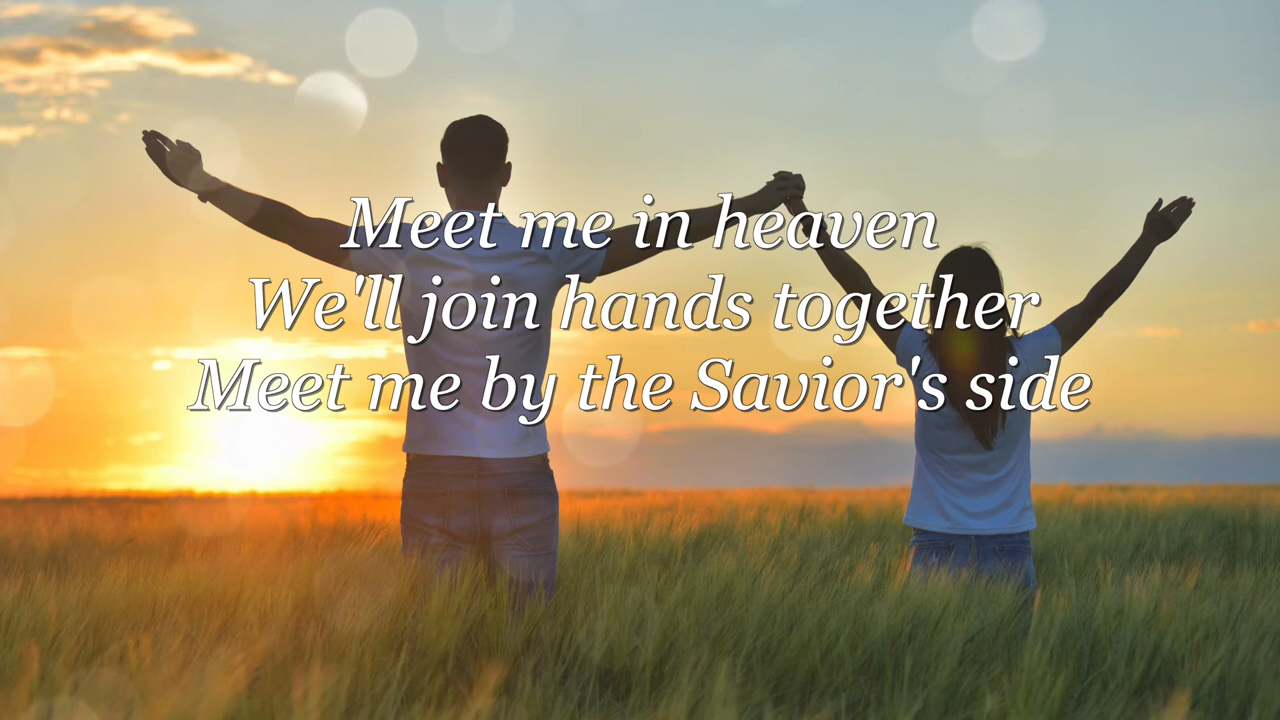 Meet me in heaven
We'll join hands together
Meet me by the Savior's side